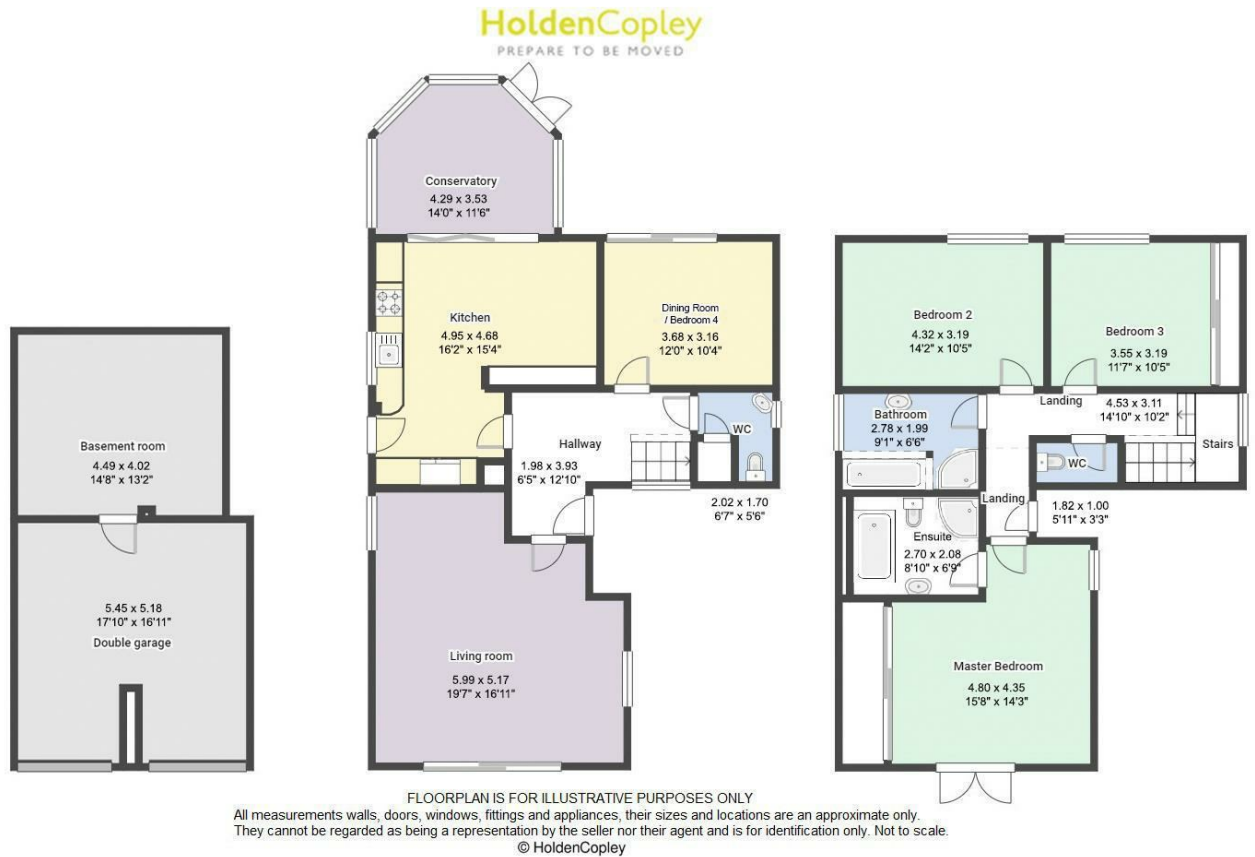 HoldenCopley
PREPARE TO BE MOVED
Conservatory
4.29 x 3.53
14'0" x 11'6"
Kitchen
4.95 x 4.68
16'2" x 15'4"
Dining Room
/ Bedroom 4
3.68 x 3.16
12'0" x 10'4"
Hallway
1.98 x 3.93
6'5" x 12'10"
WC
2.02 x 1.70
6'7" x 5'6"
Living room
5.99 x 5.17
19'7" x 16'11"
Basement room
4.49 x 4.02
14'8" x 13'2"
5.45 x 5.18
17'10" x 16'11"
Double garage
Bedroom 2
4.32 x 3.19
14'2" x 10'5"
Bedroom 3
3.55 x 3.19
11'7" x 10'5"
Landing
4.53 x 3.11
14'10" x 10'2"
Bathroom
2.78 x 1.99
9'1" x 6'6"
Stairs
WC
1.82 x 1.00
5'11" x 3'3"
Landing
Ensuite
2.70 x 2.08
8'10" x 6'9"
Master Bedroom
4.80 x 4.35
15'8" x 14'3"
FLOORPLAN IS FOR ILLUSTRATIVE PURPOSES ONLY
All measurements walls, doors, windows, fittings and appliances, their sizes and locations are an approximate only.
They cannot be regarded as being a representation by the seller nor their agent and is for identification only. Not to scale.
© HoldenCopley